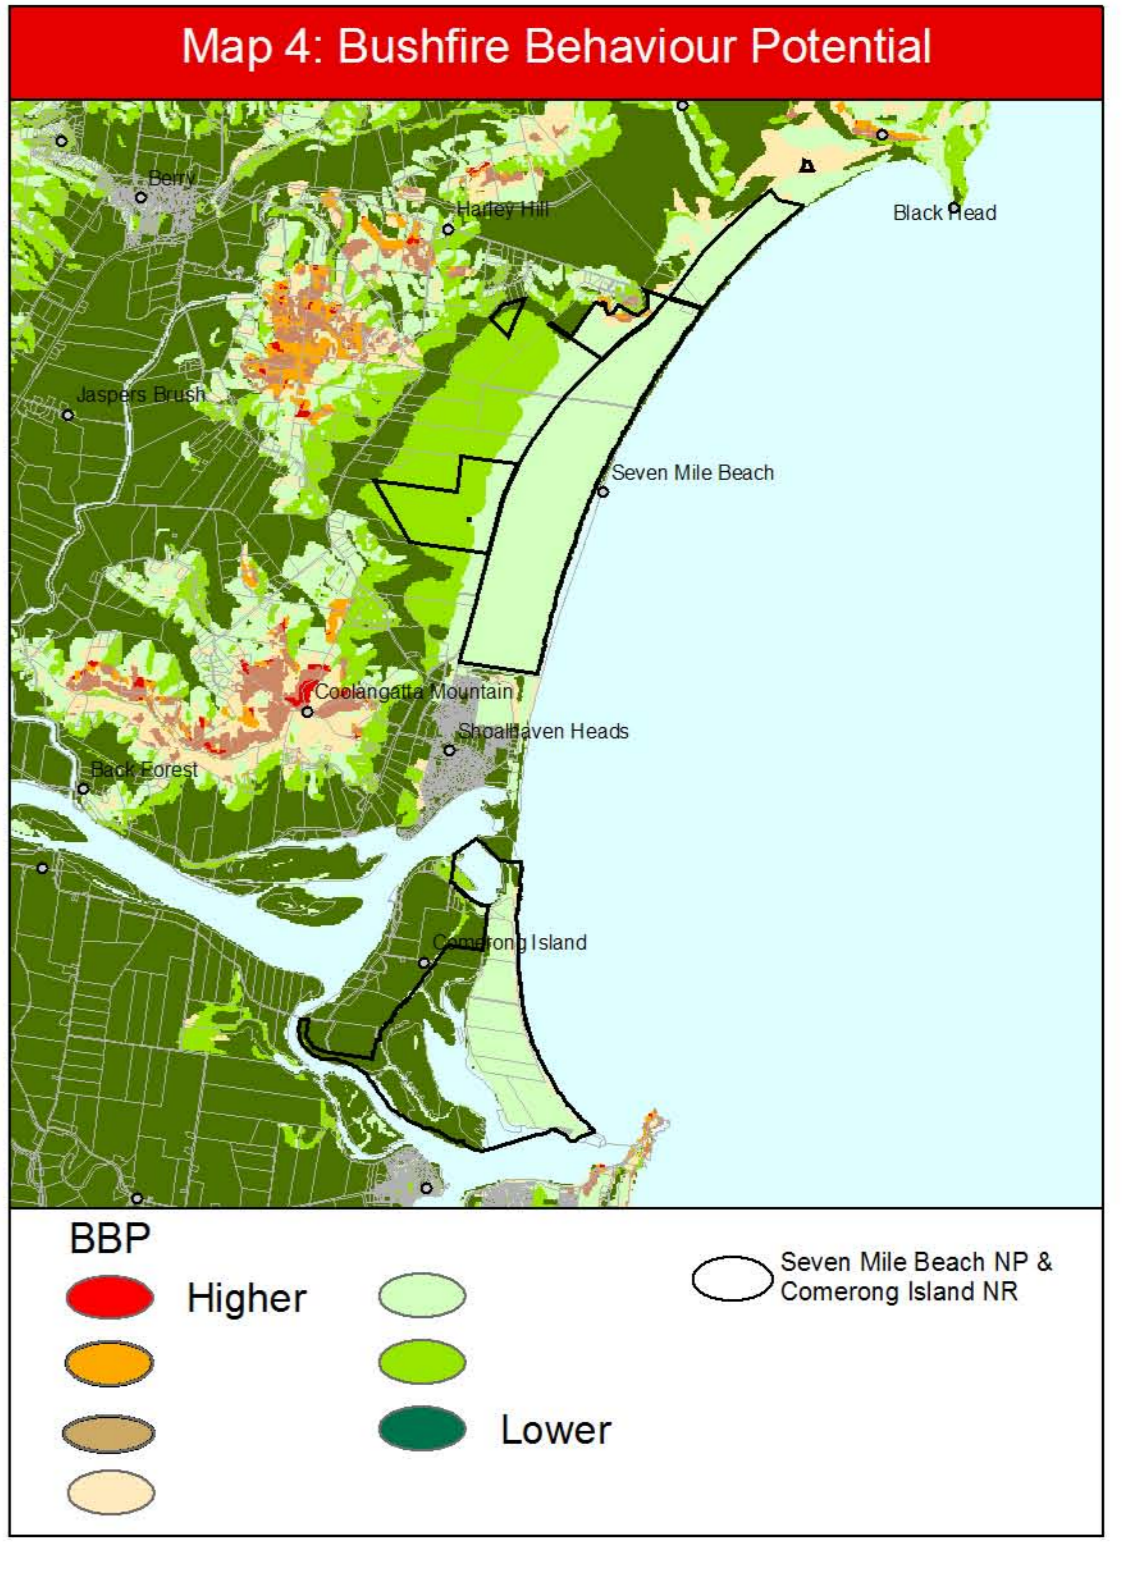 Map 4: Bushfire Behaviour Potential
Berry
Harley Hill
Black Head
Jaspers Brush
Seven Mile Beach
Coolangatta Mountain
Shoalhaven Heads
Back Forest
Comerong Island
BBP
Higher
Lower
Seven Mile Beach NP &
Comerong Island NR